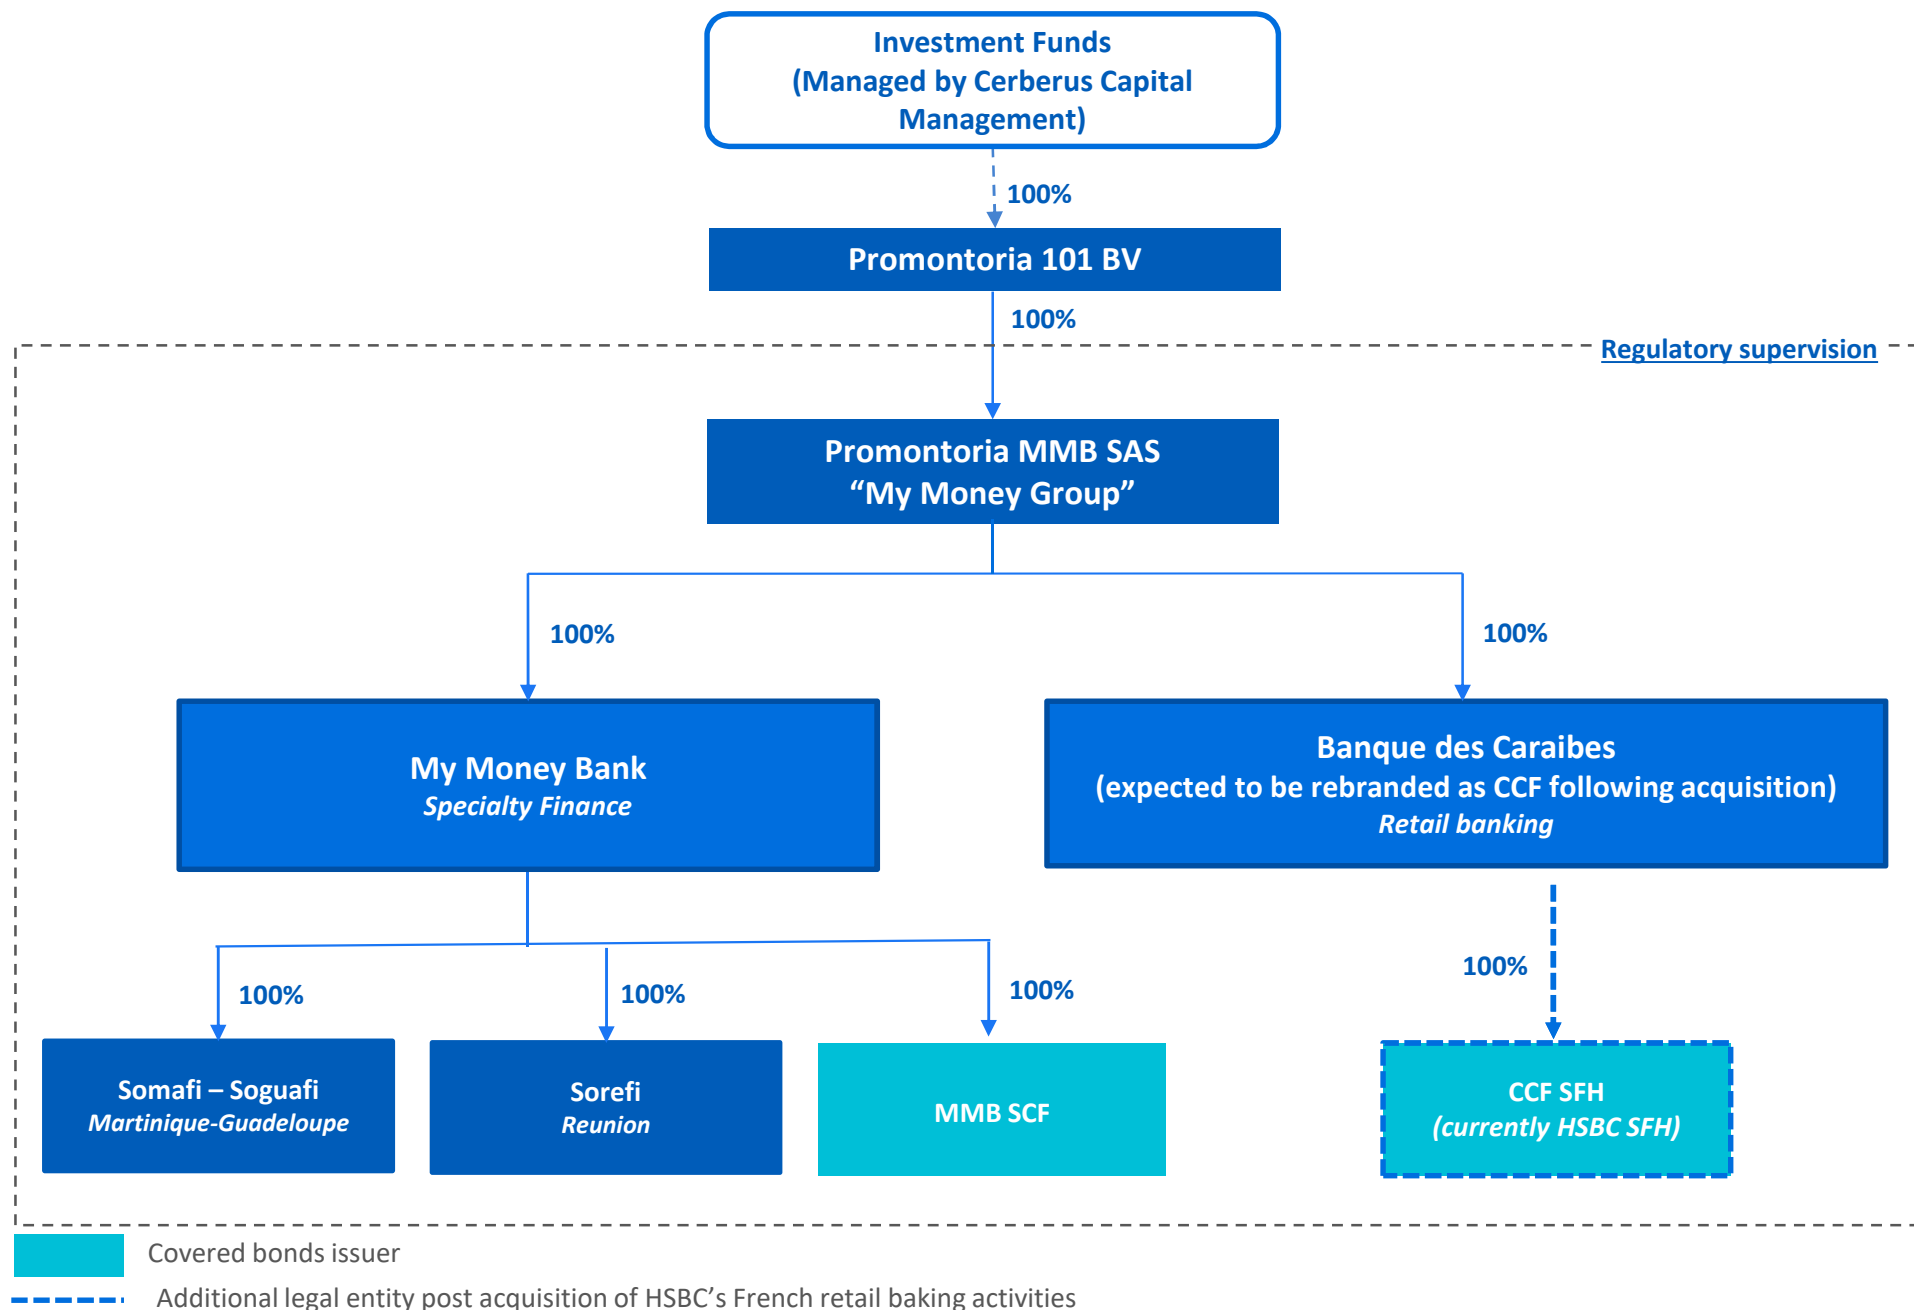 Investment Funds
(Managed by Cerberus Capital
Management)
100%
Promontoria 101 BV
100%
Regulatory supervision
Promontoria MMB SAS
“My Money Group”
100%
100%
My Money Bank
Specialty Finance
Banque des Caraibes
(expected to be rebranded as CCF following acquisition)
Retail banking
100%
100%
100%
100%
Somafi – Soguafi
Martinique-Guadeloupe
Sorefi
Reunion
MMB SCF
CCF SFH
(currently HSBC SFH)
Covered bonds issuer
Additional legal entity post acquisition of HSBC’s French retail baking activities